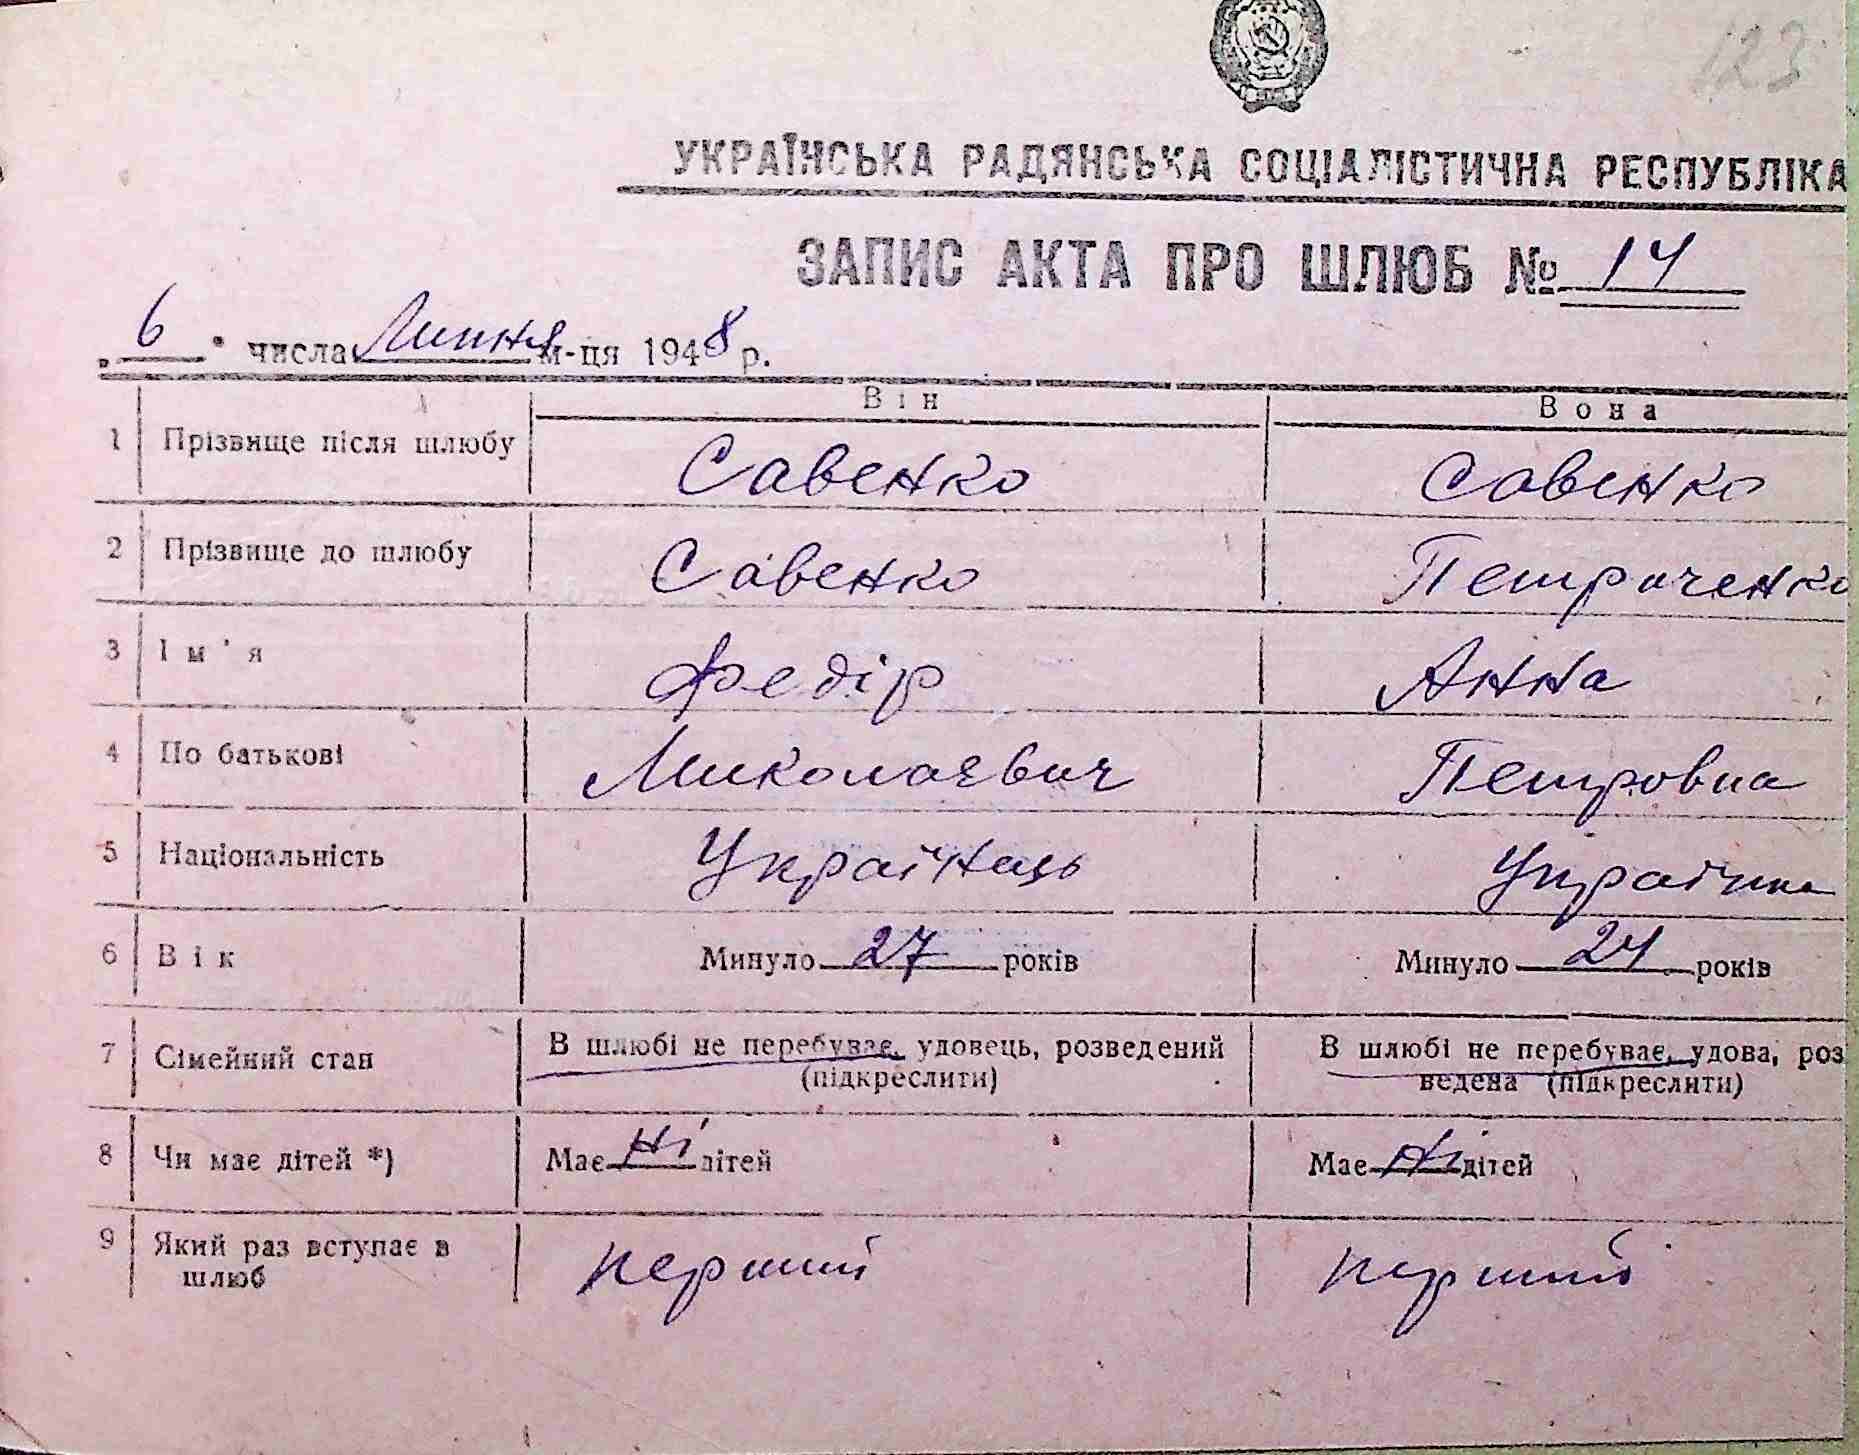 123
УКРАЇНСЬКА РАДЯНСЬКА СОЦІАЛІСТИЧНА РЕСПУБЛІКА
ЗАПИС АКТА ПРО ШЛЮБ № 14
„ 6 " числа Липня м-ця 1948 р.
Він Вона
1 Прізвище після шлюбу Савенко Савенко
2 Прізвище до шлюбу Савенко Петриченко
3 Ім'я Федір Анна
4 По батькові Миколаєвич Петровна
5 Національність Українець Українка
6 Вік Минуло 27 років Минуло 24 років
7 Сімейний стан В шлюбі не перебуває, удовець, розведений В шлюбі не перебуває, удова, роз
(підкреслити) ведена (підкреслити)
8 Чи має дітей *) Має ні дітей Має ні дітей
9 Який раз вступає в перший перший
шлюб